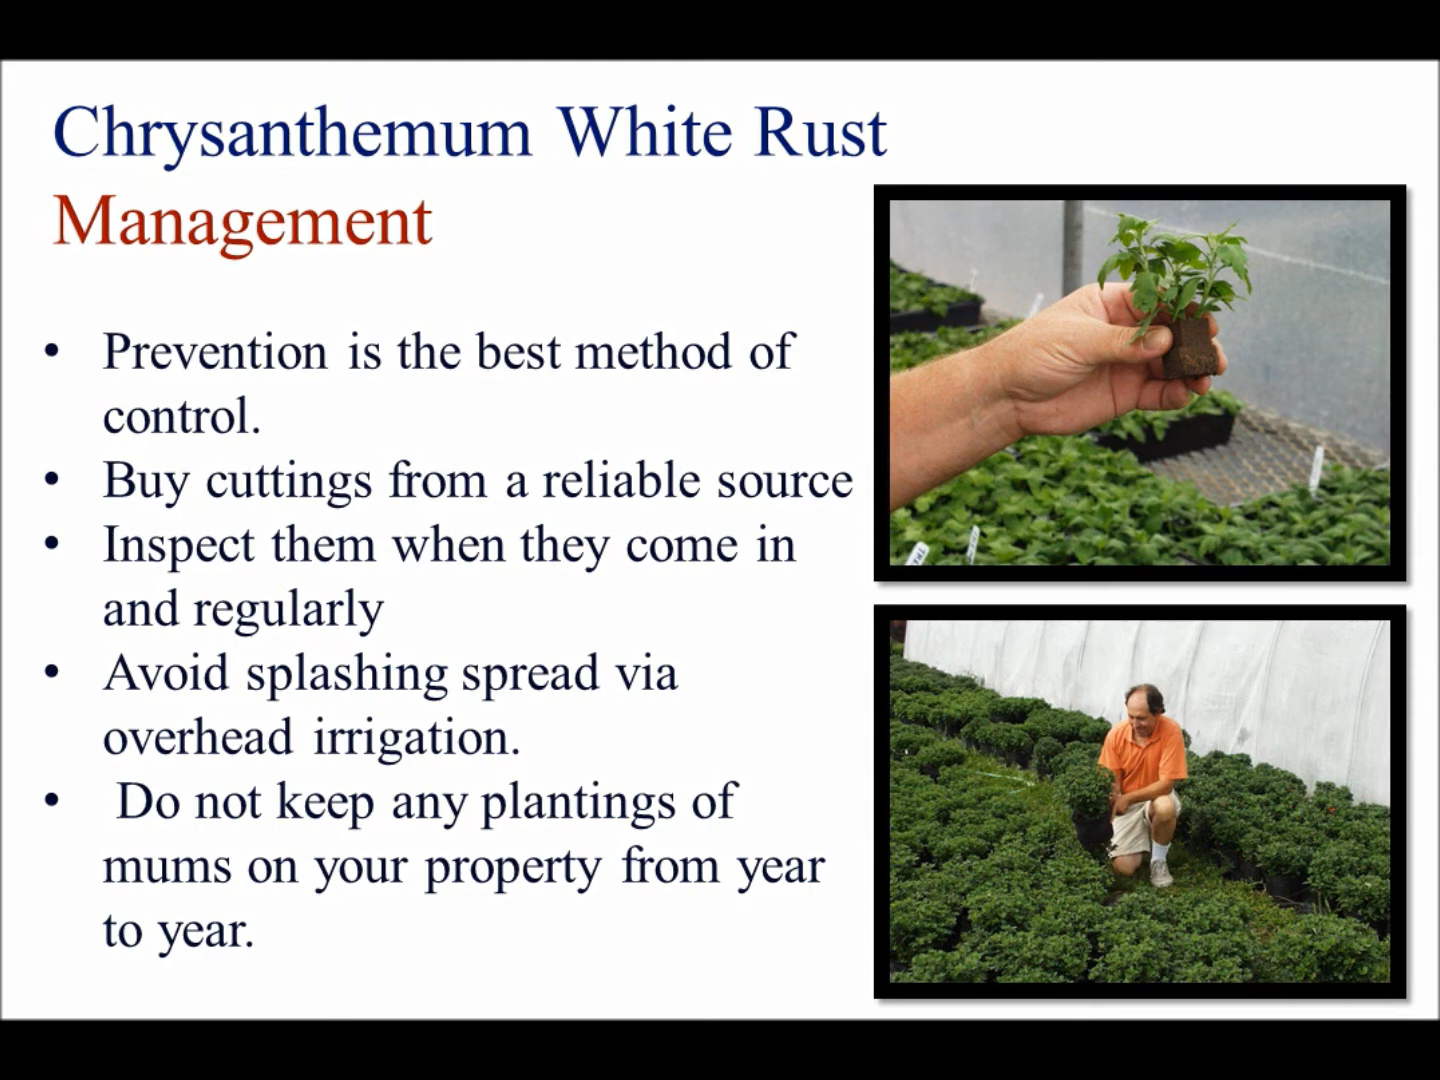 Chrysanthemum White Rust
Management
• Prevention is the best method of
control.
• Buy cuttings from a reliable source
• Inspect them when they come in
and regularly
• Avoid splashing spread via
overhead irrigation.
• Do not keep any plantings of
mums on your property from year
to year.